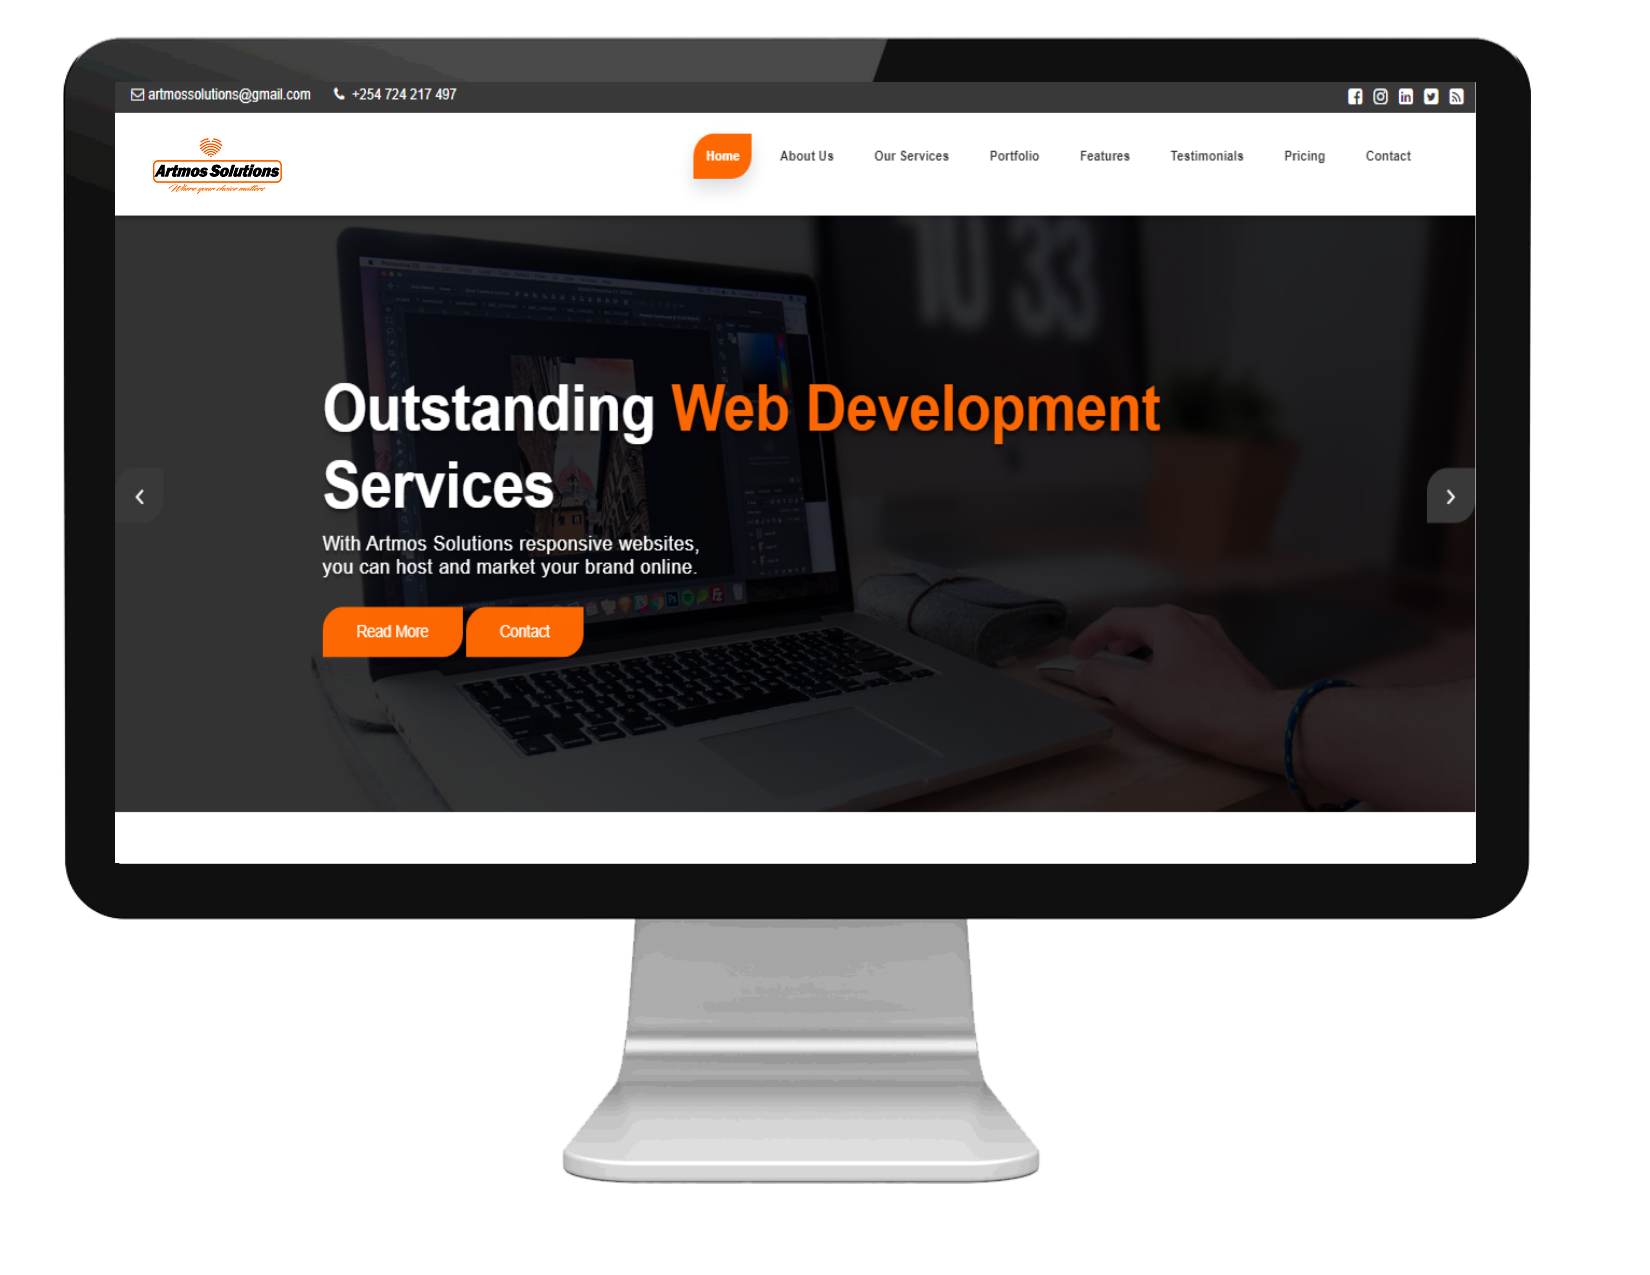 artmossolutions@gmail.com +254 724 217 497
Artmos Solutions
Where your choice matters
Home About Us Our Services Portfolio Features Testimonials Pricing Contact
10 33
Outstanding Web Development
Services
With Artmos Solutions responsive websites,
you can host and market your brand online.
Read More Contact